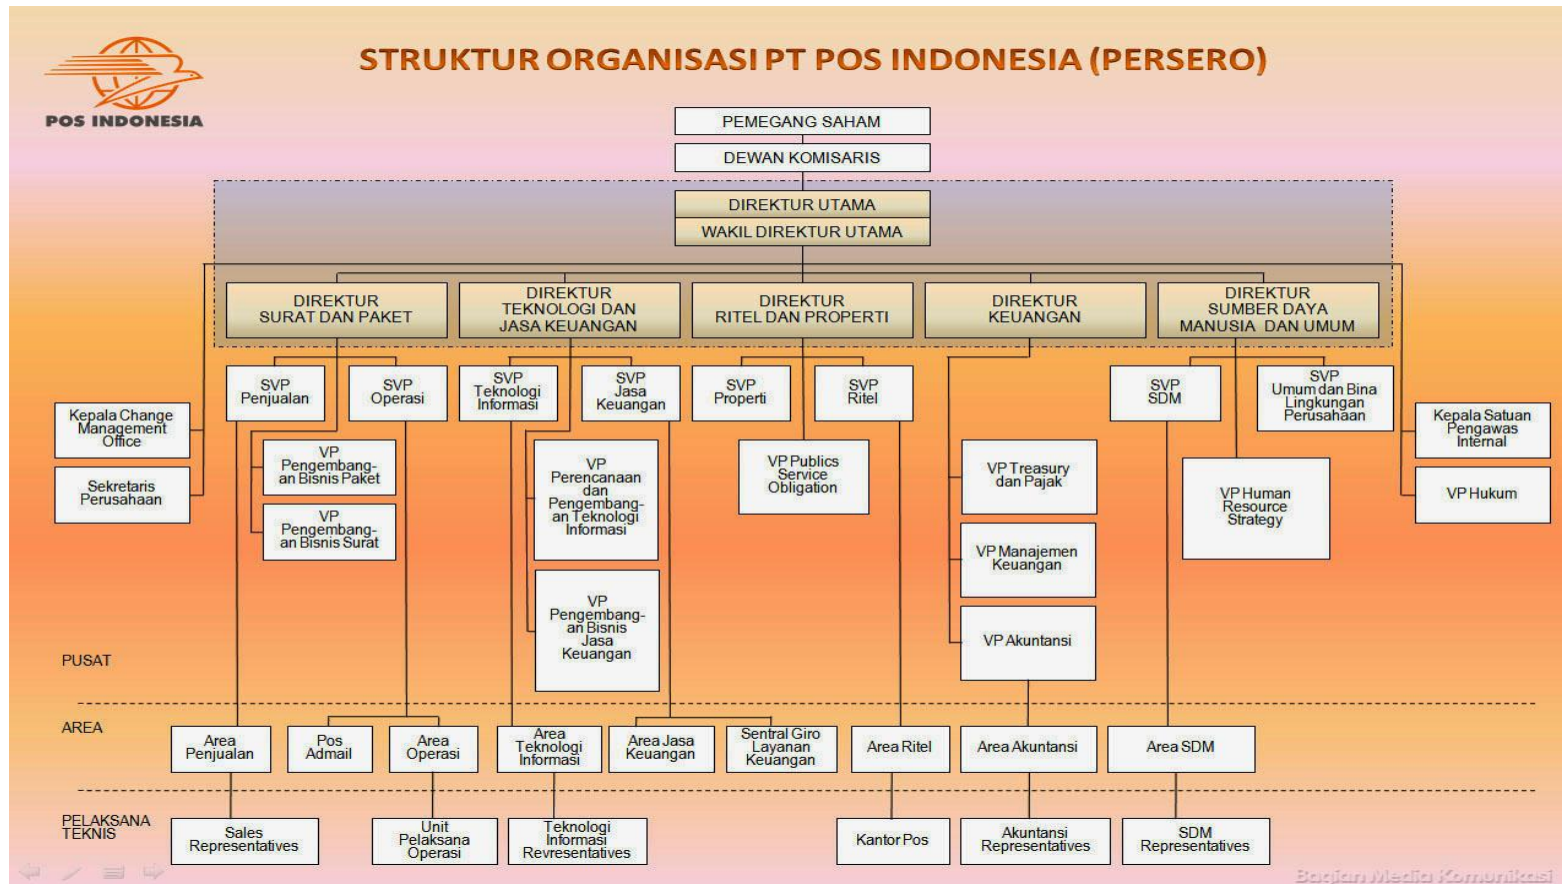 STRUKTUR ORGANISASI PT POS INDONESIA (PERSERO)
POS INDONESIA
PEMEGANG SAHAM
DEWAN KOMISARIS
DIREKTUR UTAMA
WAKIL DIREKTUR UTAMA
DIREKTUR
SURAT DAN PAKET
DIREKTUR
TEKNOLOGI DAN
JASA KEUANGAN
DIREKTUR
RITEL DAN PROPERTI
DIREKTUR
KEUANGAN
DIREKTUR
SUMBER DAYA
MANUSIA DAN UMUM
SVP
Penjualan
SVP
Operasi
SVP
Teknologi
Informasi
SVP
Jasa
Keuangan
SVP
Properti
SVP
Ritel
SVP
SDM
SVP
Umum dan Bina
Lingkungan
Perusahaan
Kepala Change
Management
Office
Sekretaris
Perusahaan
Kepala Satuan
Pengawas
Internal
VP Hukum
VP
Pengembang-
an Bisnis Paket
VP
Pengembang-
an Bisnis Surat
VP
Perencanaan
dan
Pengembang-
an Teknologi
Informasi
VP
Pengembang-
an Bisnis
Jasa
Keuangan
VP Publics
Service
Obligation
VP Treasury
dan Pajak
VP Manajemen
Keuangan
VP Akuntansi
VP Human
Resource
Strategy
PUSAT
AREA
Area
Penjualan
Pos
Admail
Area
Operasi
Area
Teknologi
Informasi
Area Jasa
Keuangan
Sentral Giro
Layanan
Keuangan
Area Ritel
Area Akuntansi
Area SDM
PELAKSANA
TEKNIS
Sales
Representatives
Unit
Pelaksana
Operasi
Teknologi
Informasi
Revresentatives
Kantor Pos
Akuntansi
Representatives
SDM
Representatives
Bagian Media Komunikasi